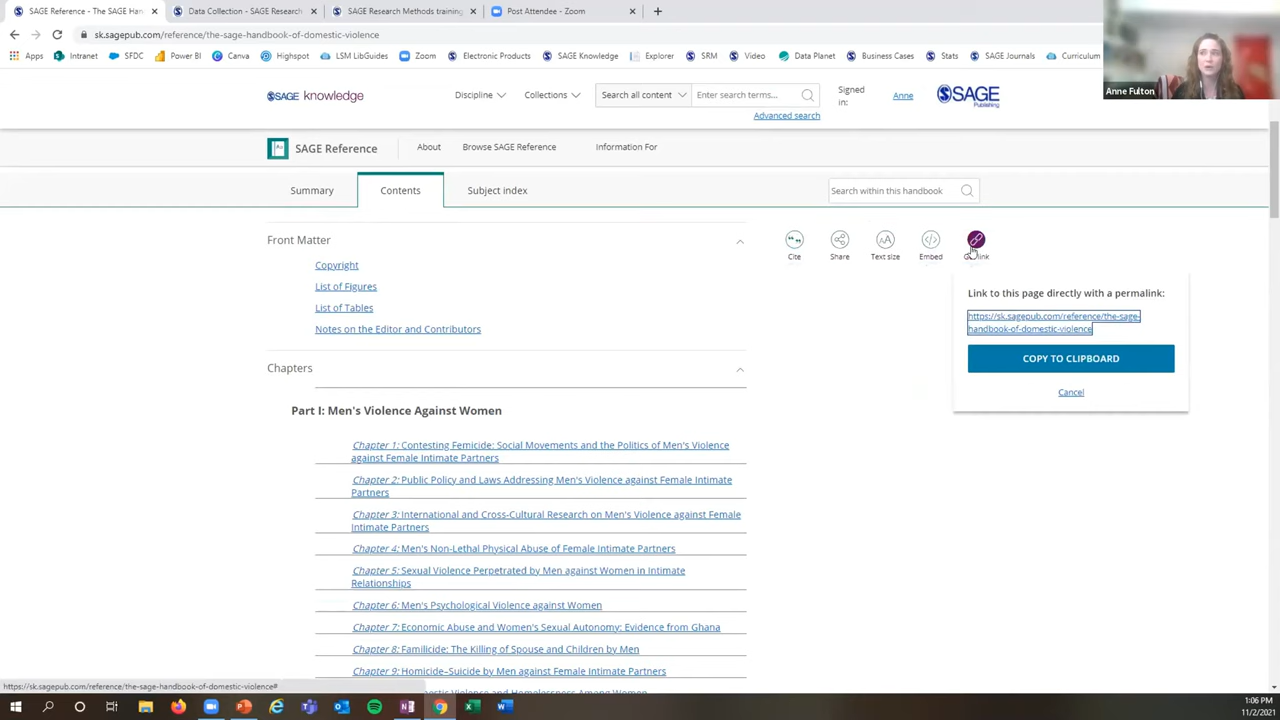 SAGE Reference - The SAGE Han
Data Collection - SAGE Research
SAGE Research Methods training
Post Attendee - Zoom
sk.sagepub.com/reference/the-sage-handbook-of-domestic-violence
Apps
Intranet
SFDC
Power BI
Canva
Highspot
LSM LibGuides
Zoom
Electronic Products
SAGE Knowledge
Explorer
SRM
Video
Data Planet
Business Cases
Stats
SAGE Journals
Curriculum
Anne Fulton
SAGE knowledge
Discipline
Collections
Search all content
Enter search terms...
Signed in:
Anne
SAGE Publishing
Advanced search
SAGE Reference
About
Browse SAGE Reference
Information For
Summary
Contents
Subject index
Search within this handbook
Front Matter
Copyright
List of Figures
List of Tables
Notes on the Editor and Contributors
Cite
Share
Text size
Embed
link
Link to this page directly with a permalink:
https://sk.sagepub.com/reference/the-sage-
handbook-of-domestic-violence
COPY TO CLIPBOARD
Cancel
Chapters
Part I: Men's Violence Against Women
Chapter 1: Contesting Femicide: Social Movements and the Politics of Men's Violence
against Female Intimate Partners
Chapter 2: Public Policy and Laws Addressing Men's Violence against Female Intimate
Partners
Chapter 3: International and Cross-Cultural Research on Men's Violence against Female
Intimate Partners
Chapter 4: Men's Non-Lethal Physical Abuse of Female Intimate Partners
Chapter 5: Sexual Violence Perpetrated by Men against Women in Intimate
Relationships
Chapter 6: Men's Psychological Violence against Women
Chapter 7: Economic Abuse and Women's Sexual Autonomy: Evidence from Ghana
Chapter 8: Familicide: The Killing of Spouse and Children by Men
Chapter 9: Homicide–Suicide by Men against Female Intimate Partners
Violence and Homelessness Among Women
https://sk.sagepub.com/reference/the-sage-handbook-of-domestic-violence#
1:06 PM
11/2/2021